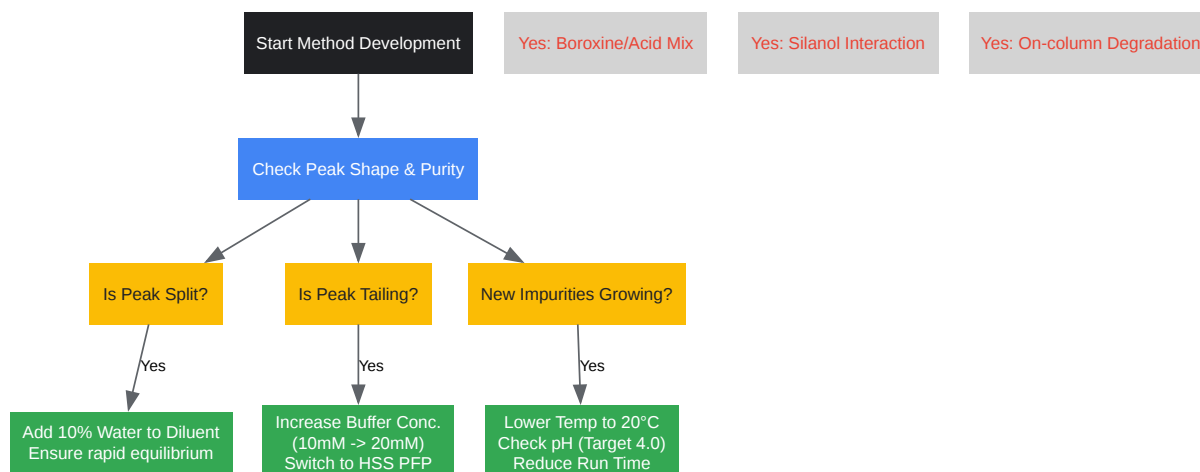 Start Method Development
Yes: Boroxine/Acid Mix
Yes: Silanol Interaction
Yes: On-column Degradation
Check Peak Shape & Purity
Is Peak Split?
Is Peak Tailing?
New Impurities Growing?
Yes
Yes
Yes
Add 10% Water to Diluent
Ensure rapid equilibrium
Increase Buffer Conc.
(10mM -> 20mM)
Switch to HSS PFP
Lower Temp to 20°C
Check pH (Target 4.0)
Reduce Run Time